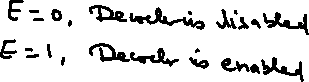 E=0, Decoder is disabled
E=1, Decoder is enabled